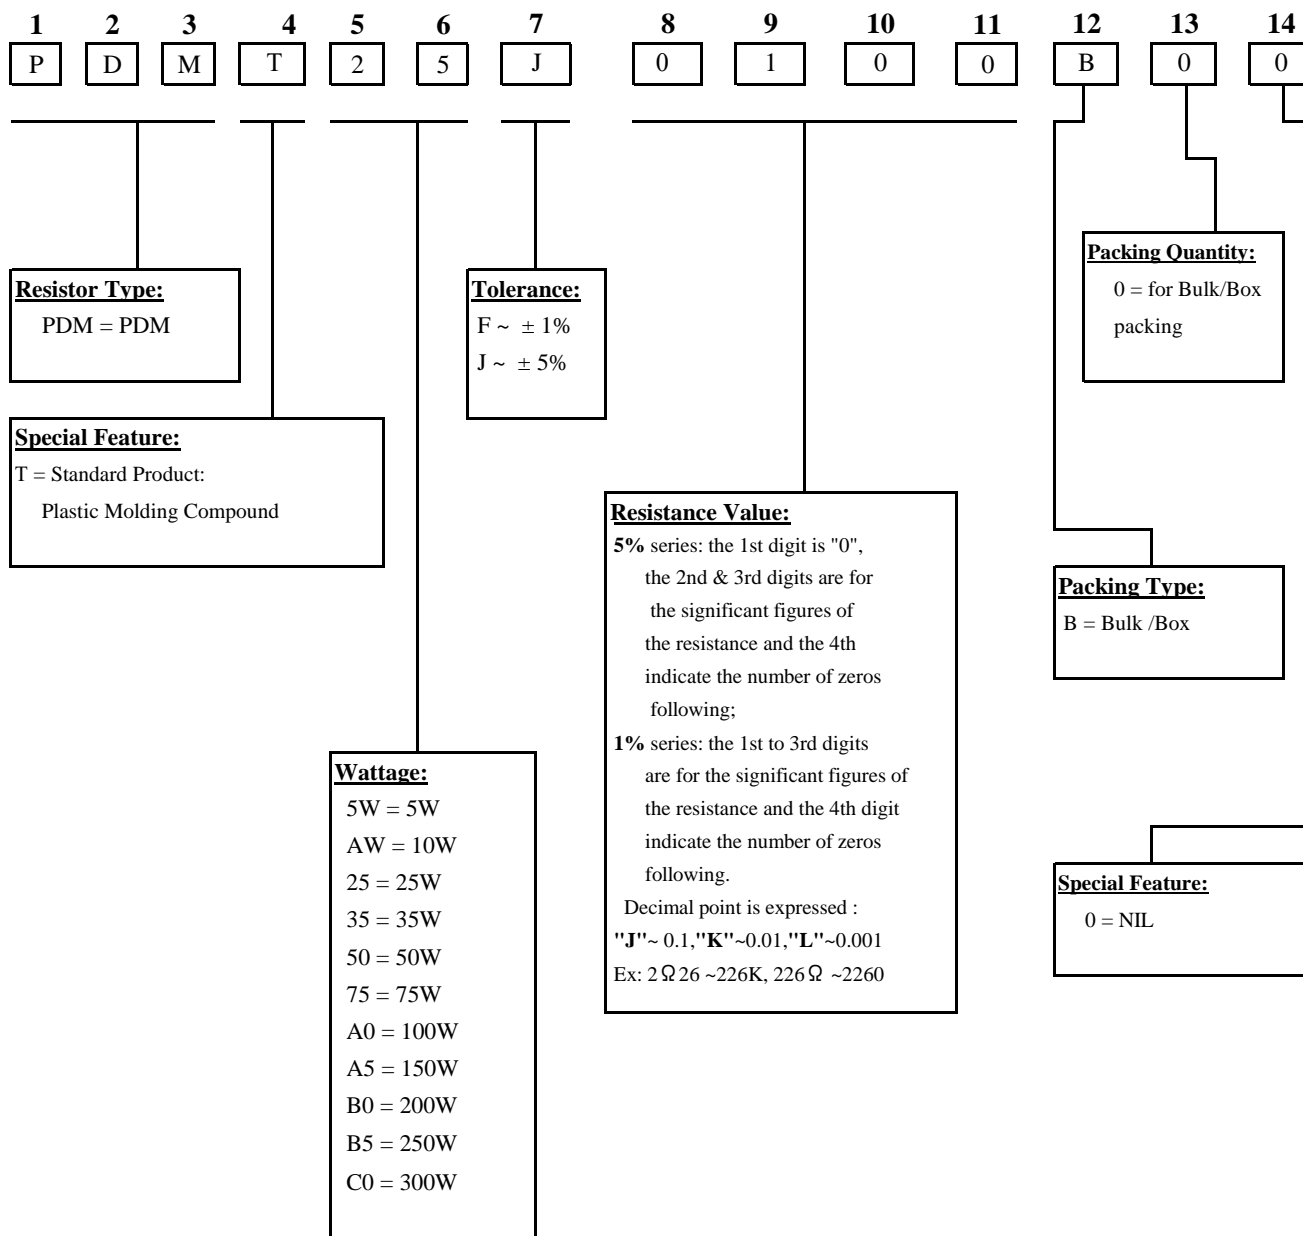 1 2 3 4 5 6 7 8 9 10 11 12 13 14
P D M T 2 5 J 0 1 0 0 B 0 0
Resistor Type:
PDM = PDM
Special Feature:
T = Standard Product:
Plastic Molding Compound
Wattage:
5W = 5W
AW = 10W
25 = 25W
35 = 35W
50 = 50W
75 = 75W
A0 = 100W
A5 = 150W
B0 = 200W
B5 = 250W
C0 = 300W
Tolerance:
F ~ ± 1%
J ~ ± 5%
Resistance Value:
5% series: the 1st digit is "0",
the 2nd & 3rd digits are for
the significant figures of
the resistance and the 4th
indicate the number of zeros
following;
1% series: the 1st to 3rd digits
are for the significant figures of
the resistance and the 4th digit
indicate the number of zeros
following.
Decimal point is expressed :
"J"~ 0.1,"K"~0.01,"L"~0.001
Ex: 2Ω26 ~226K, 226Ω ~2260
Packing Quantity:
0 = for Bulk/Box
packing
Packing Type:
B = Bulk /Box
Special Feature:
0 = NIL